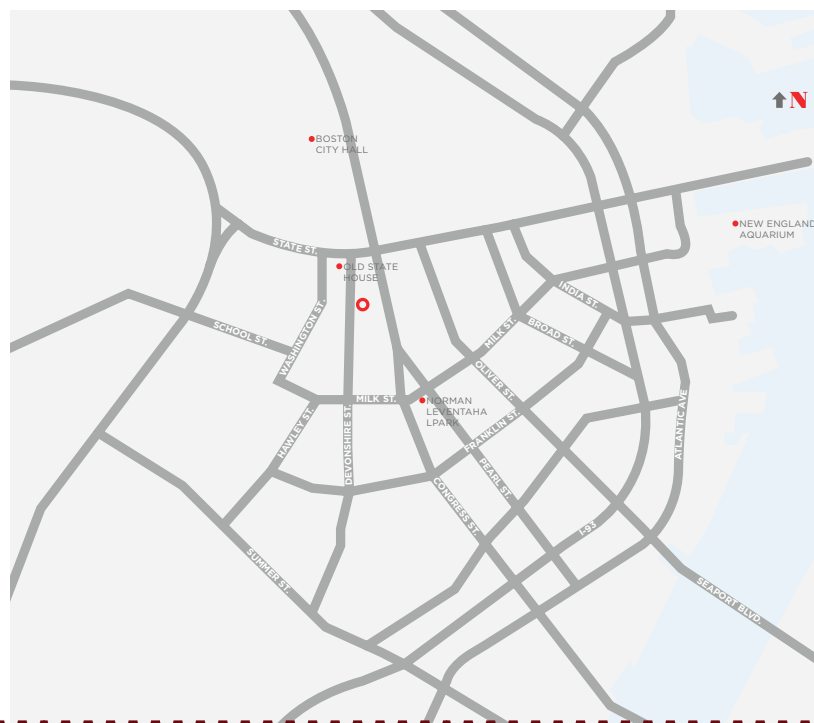 N
BOSTON
CITY HALL
NEW ENGLAND
AQUARIUM
STATE ST.
OLD STATE
HOUSE
INDIA ST.
SCHOOL ST.
WASHINGTON ST.
MILK ST.
BROAD ST.
OLIVER ST.
MILK ST.
NORMAN
LEVENTAHA
LPARK
HAWLEY ST.
DEVONSHIRE ST.
FRANKLIN ST.
ATLANTIC AVE
PEARL ST.
CONGRESS ST.
I-93
SUMMER ST.
SEAPORT BLVD.